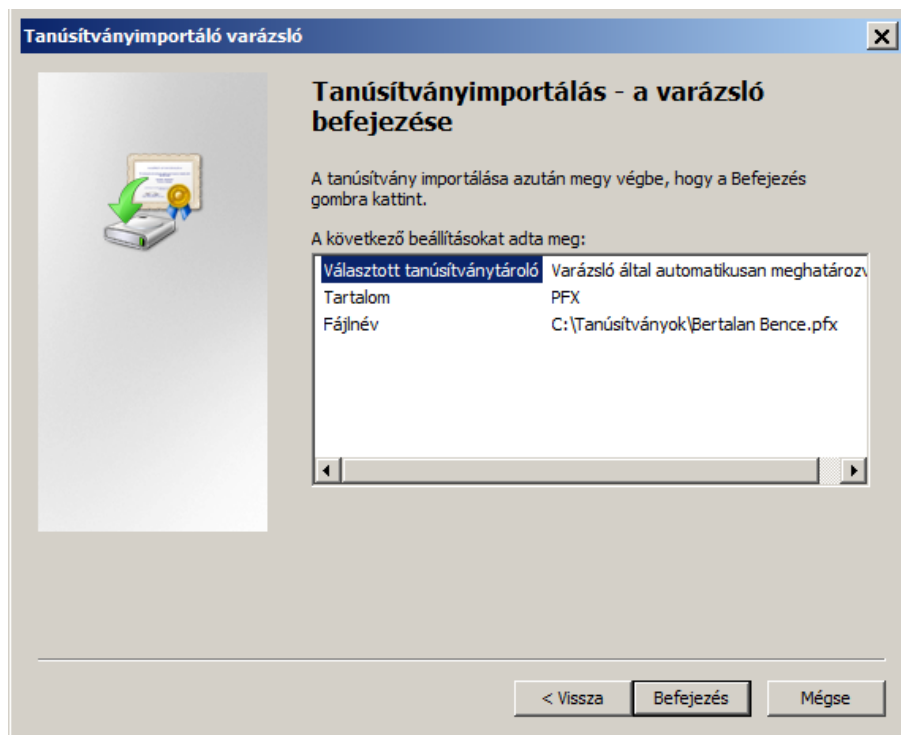 Tanúsítványimportáló varázsló
Tanúsítványimportálás - a varázsló
befejezése
A tanúsítvány importálása azután megy végbe, hogy a Befejezés
gombra kattint.
A következő beállításokat adta meg:
Választott tanúsítványtároló Varázsló által automatikusan meghatározv
Tartalom PFX
Fájlnév C:\Tanúsítványok\Bertalan Bence.pfx
< Vissza Befejezés Mégse